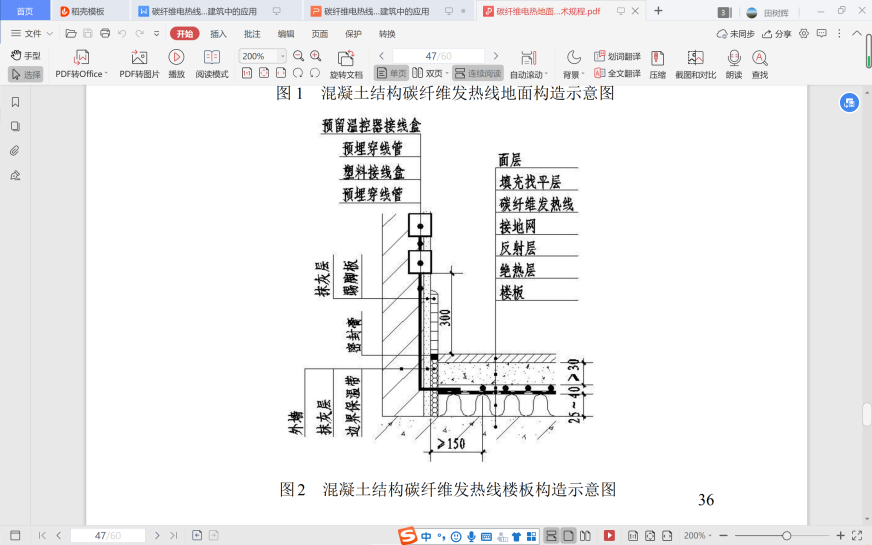 首页
稻壳模板
碳纤维电热线...建筑中的应用
碳纤维电热线...建筑中的应用
碳纤维电热地面...术规程.pdf
3
田树辉
文件
开始
插入
批注
编辑
页面
保护
转换
未同步
分享
手型
选择
PDF转Office
PDF转图片
播放
阅读模式
200%
旋转文档
47/60
单页
双页
连续阅读
自动滚动
背景
划词翻译
全文翻译
压缩
截图和对比
朗读
查找
图1 混凝土结构碳纤维发热线地面构造示意图
预留温控器接线盒
预埋穿线管
塑料接线盒
预埋穿线管
面层
填充找平层
碳纤维发热线
接地网
反射层
绝热层
楼板
抹灰层
踢脚板
密封膏
外墙
抹灰层
边界保温带
300
≥30
25~40
≥150
图2 混凝土结构碳纤维发热线楼板构造示意图
36
47/60
中
200%